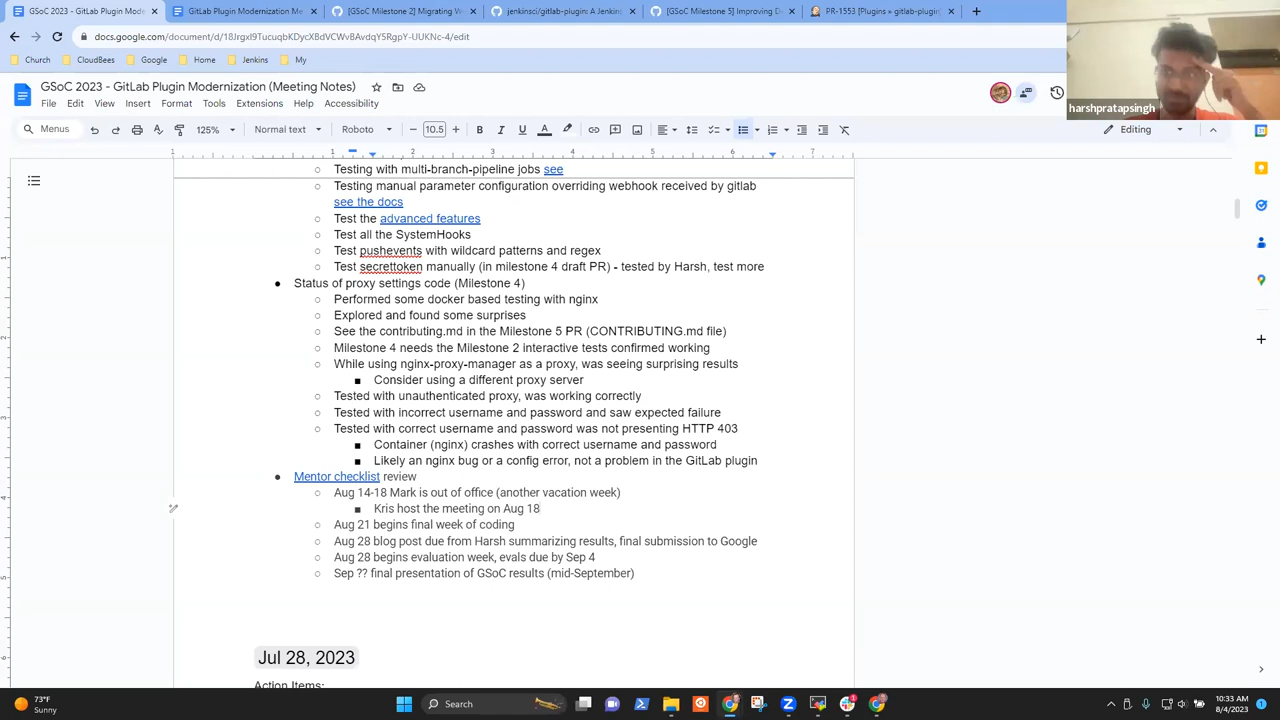 GSoC 2023 - GitLab Plugin Modernizat
GitLab Plugin Modernization - M
[GSoC Milestone 2] Migrating W
jenkinsci/gitlab-plugin: A Jenkin
[GSoC Milestone 5] Improving D
PR-1553 [Plugins » gitlab-plugin]
docs.google.com/document/d/18JrgxI9TucuqbKDycXBdVCWvBAvdqY5RgpY-UUKNc-4/edit
Church
CloudBees
Google
Home
Jenkins
My
GSOC 2023 - GitLab Plugin Modernization (Meeting Notes)
harshpratapsingh
File Edit View Insert Format Tools Extensions Accessibility
Menus
125%
Normal text
Roboto
10.5
B I U A
Editing
1 1 2 3 4 5 6 7
Testing with multi-branch-pipeline jobs see
Testing manual parameter configuration overriding webhook received by gitlab
see the docs
Test the advanced features
Test all the SystemHooks
Test pushevents with wildcard patterns and regex
Test secrettoken manually (in milestone 4 draft PR) - tested by Harsh, test more
Status of proxy settings code (Milestone 4)
Performed some docker based testing with nginx
Explored and found some surprises
See the contributing.md in the Milestone 5 PR (CONTRIBUTING.md file)
Milestone 4 needs the Milestone 2 interactive tests confirmed working
While using nginx-proxy-manager as a proxy, was seeing surprising results
Consider using a different proxy server
Tested with unauthenticated proxy, was working correctly
Tested with incorrect username and password and saw expected failure
Tested with correct username and password was not presenting HTTP 403
Container (nginx) crashes with correct username and password
Likely an nginx bug or a config error, not a problem in the GitLab plugin
Mentor checklist review
Aug 14-18 Mark is out of office (another vacation week)
Kris host the meeting on Aug 18
Aug 21 begins final week of coding
Aug 28 blog post due from Harsh summarizing results, final submission to Google
Aug 28 begins evaluation week, evals due by Sep 4
Sep ?? final presentation of GSoC results (mid-September)
Jul 28, 2023
Action Items:
73°F
Sunny
Search
10:33 AM
8/4/2023